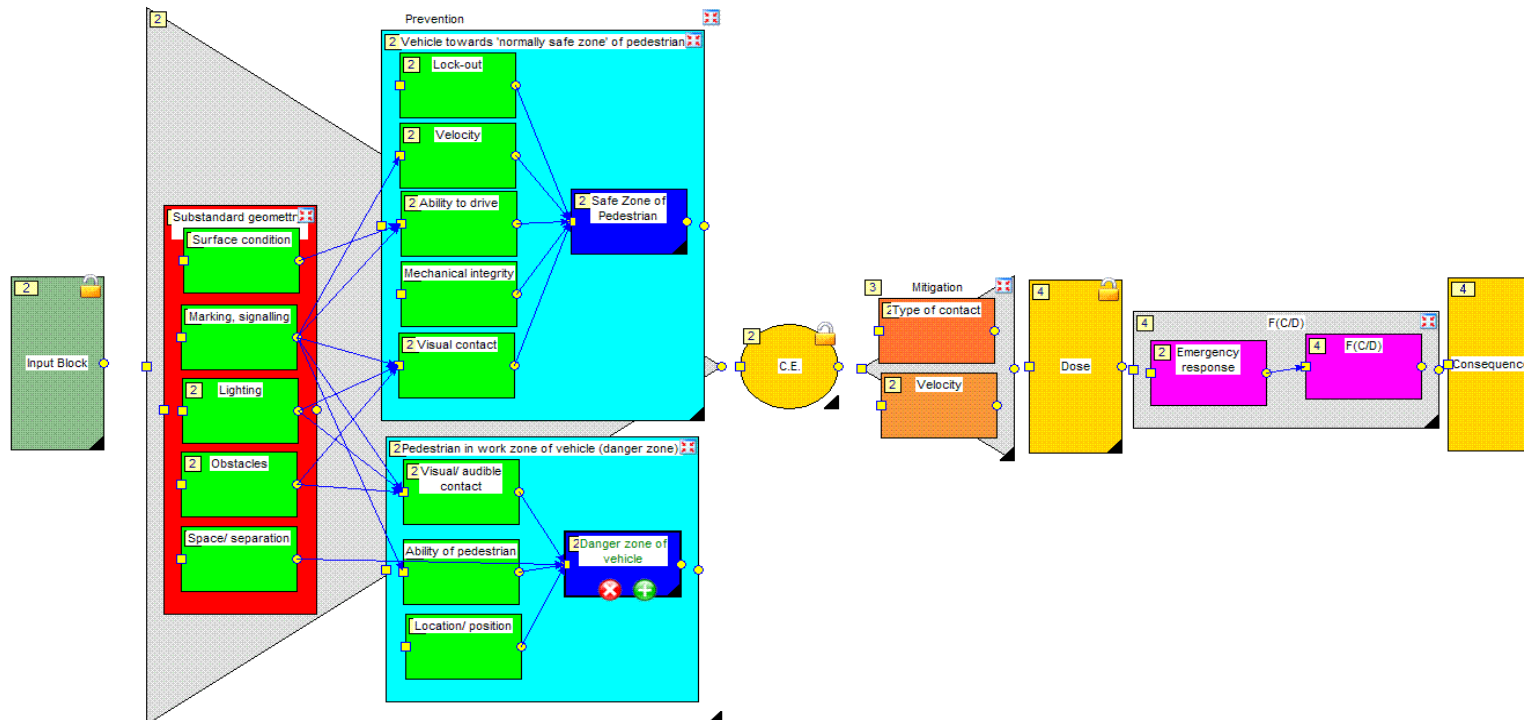 2
Prevention
2 Vehicle towards 'normally safe zone' of pedestrian
2 Lock-out
2 Velocity
2 Ability to drive
Mechanical integrity
2 Visual contact
2 Safe Zone of
Pedestrian
Substandard geometr
Surface condition
Marking, signalling
2 Lighting
2 Obstacles
Space/ separation
2
Input Block
2 Pedestrian in work zone of vehicle (danger zone)
2 Visual/ audible
contact
Ability of pedestrian
Location/ position
2 Danger zone of
vehicle
2
C.E.
3
Mitigation
2 Type of contact
2 Velocity
4
Dose
4
F(C/D)
2 Emergency
response
4 F(C/D)
4
Consequence